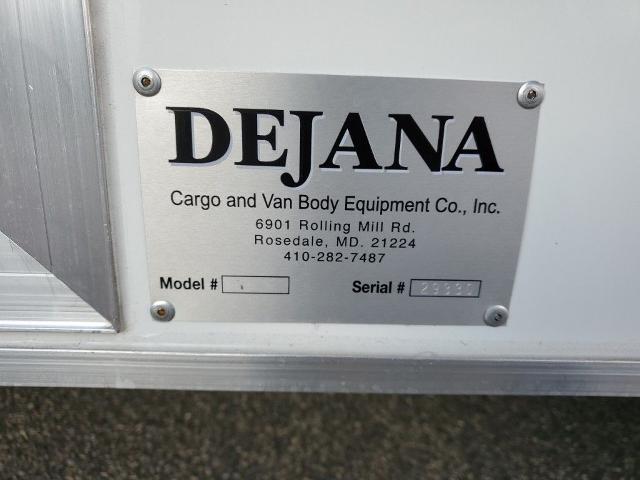 DEJANA
Cargo and Van Body Equipment Co., Inc.
6901 Rolling Mill Rd.
Rosedale, MD. 21224
410-282-7487
Model # Serial #